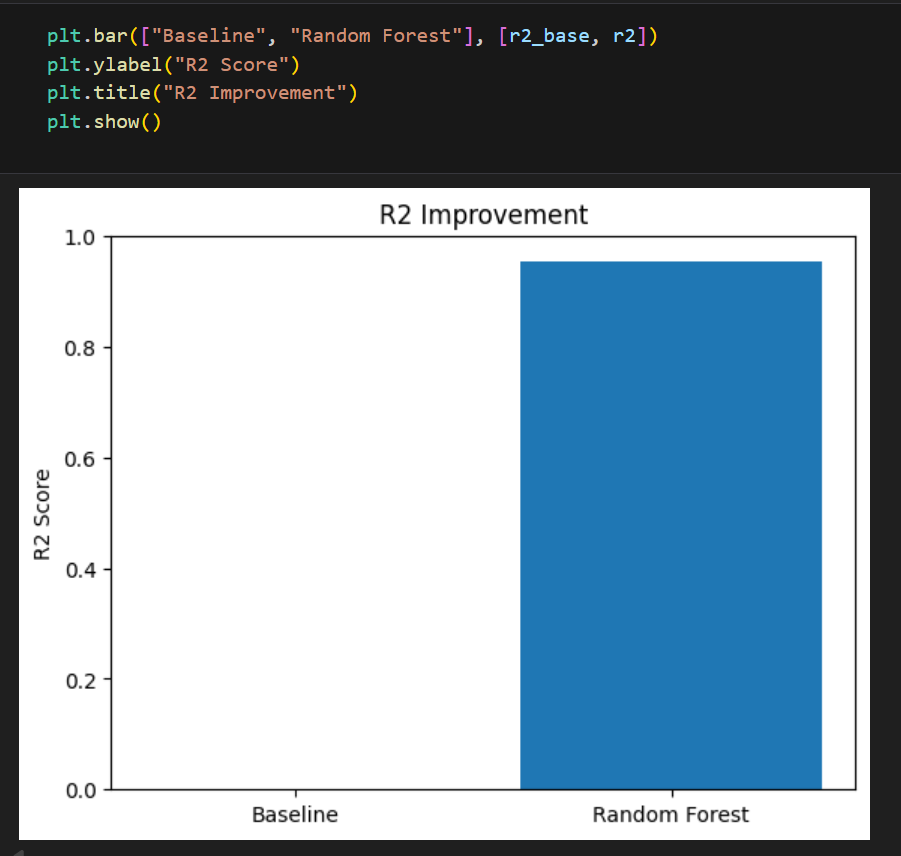 plt.bar(["Baseline", "Random Forest"], [r2_base, r2])
plt.ylabel("R2 Score")
plt.title("R2 Improvement")
plt.show()
R2 Improvement
1.0
0.8
0.6
0.4
0.2
0.0
R2 Score
Baseline Random Forest